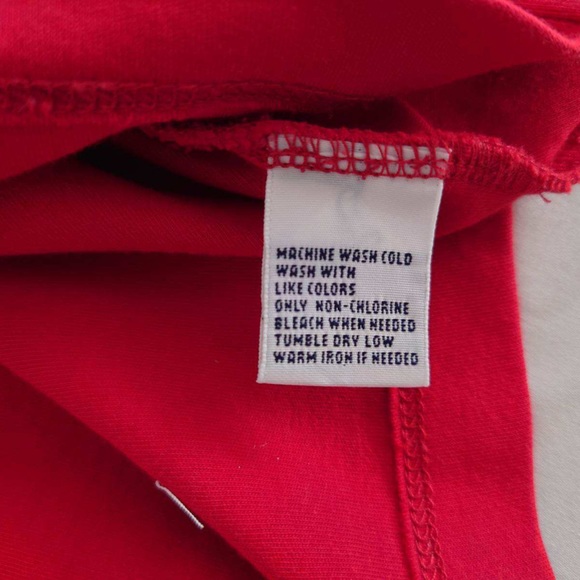 MACHINE WASH COLD
WASH WITH
LIKE COLORS
ONLY NON-CHLORINE
BLEACH WHEN NEEDED
TUMBLE DRY LOW
WARM IRON IF NEEDED